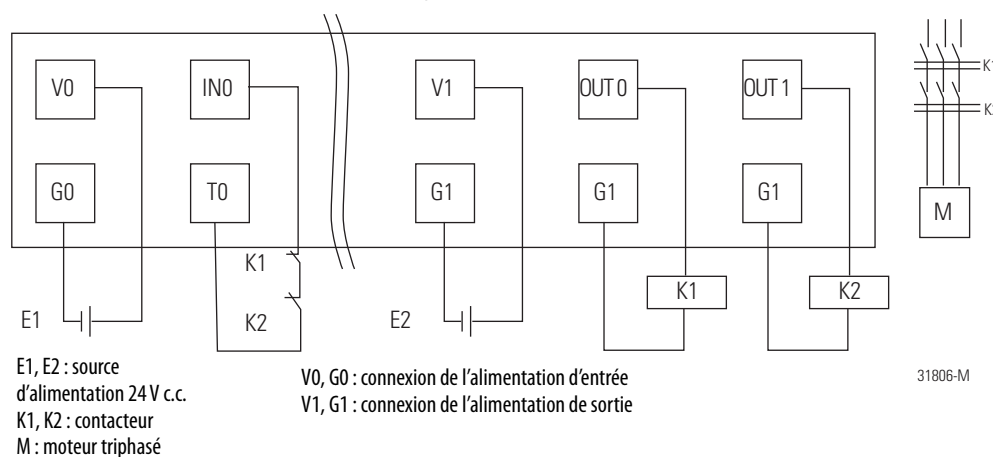 V0
IN0
V1
OUT 0
OUT 1
G0
T0
G1
G1
G1
M
K1
K2
K1
K2
E1
E2
E1, E2 : source
d'alimentation 24 V c.c.
K1, K2 : contacteur
M : moteur triphasé
V0, G0 : connexion de l'alimentation d'entrée
V1, G1 : connexion de l'alimentation de sortie
31806-M